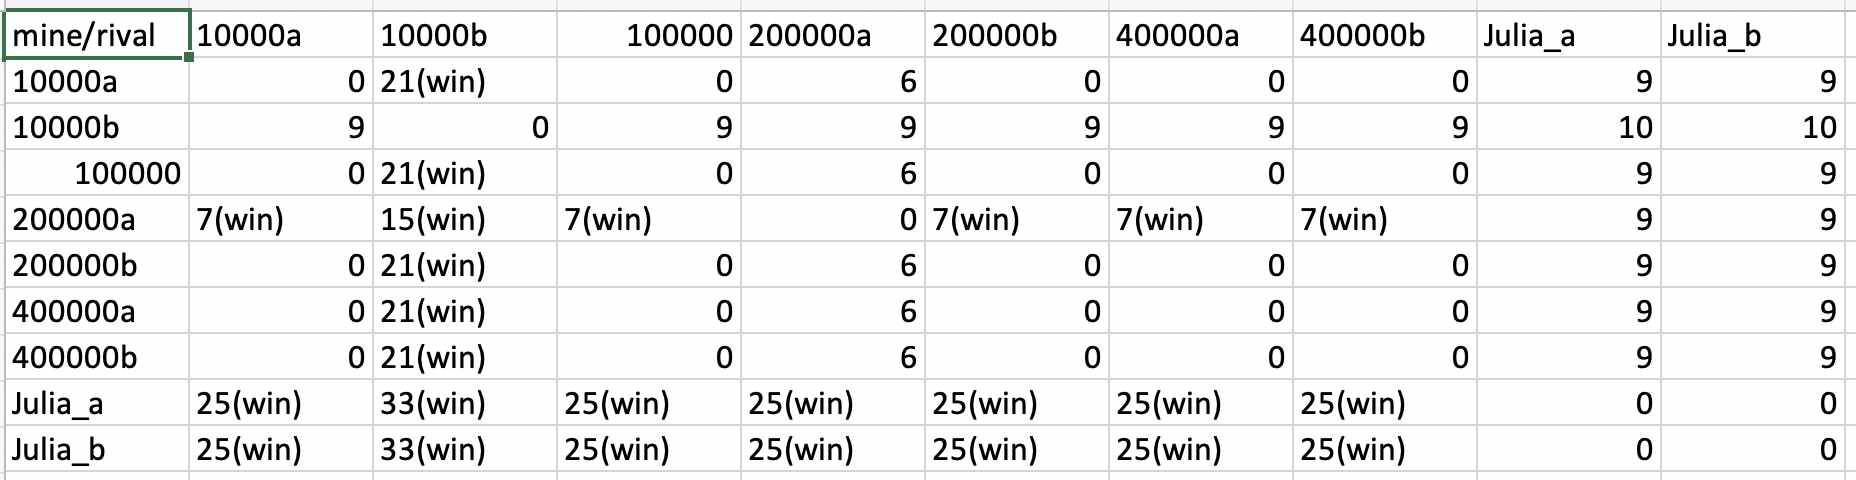 mine/rival 10000a 10000b 100000 200000a 200000b 400000a 400000b Julia_a Julia_b
10000a 0 21(win) 0 6 0 0 0 9 9
10000b 9 0 9 9 9 9 9 10 10
100000 0 21(win) 0 6 0 0 0 9 9
200000a 7(win) 15(win) 7(win) 0 7(win) 7(win) 7(win) 9 9
200000b 0 21(win) 0 6 0 0 0 9 9
400000a 0 21(win) 0 6 0 0 0 9 9
400000b 0 21(win) 0 6 0 0 0 9 9
Julia_a 25(win) 33(win) 25(win) 25(win) 25(win) 25(win) 25(win) 0 0
Julia_b 25(win) 33(win) 25(win) 25(win) 25(win) 25(win) 25(win) 0 0